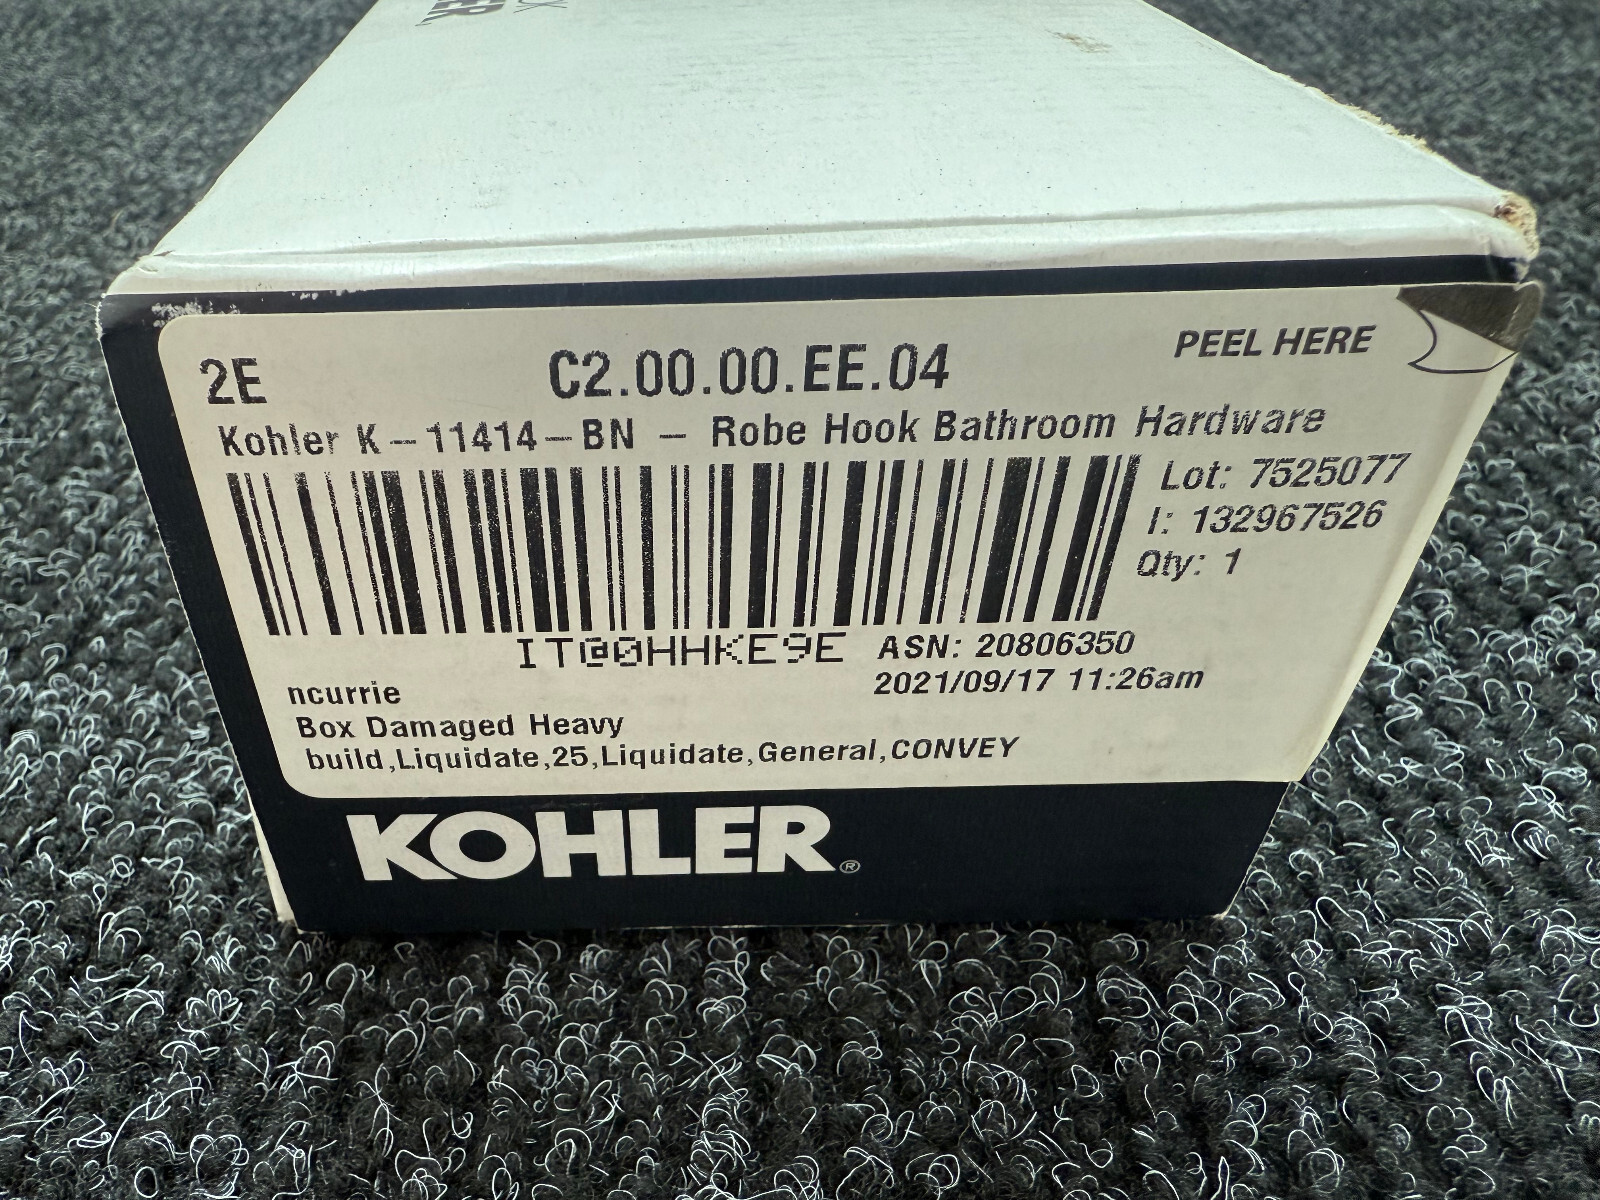 2E C2.00.00.EE.04 PEEL HERE
Kohler K-11414-BN - Robe Hook Bathroom Hardware
Lot: 7525077
I: 132967526
Qty: 1
IT@0HHKE9E ASN: 20806350
2021/09/17 11:26am
ncurrie
Box Damaged Heavy
build,Liquidate,25,Liquidate,General,CONVEY
KOHLER®